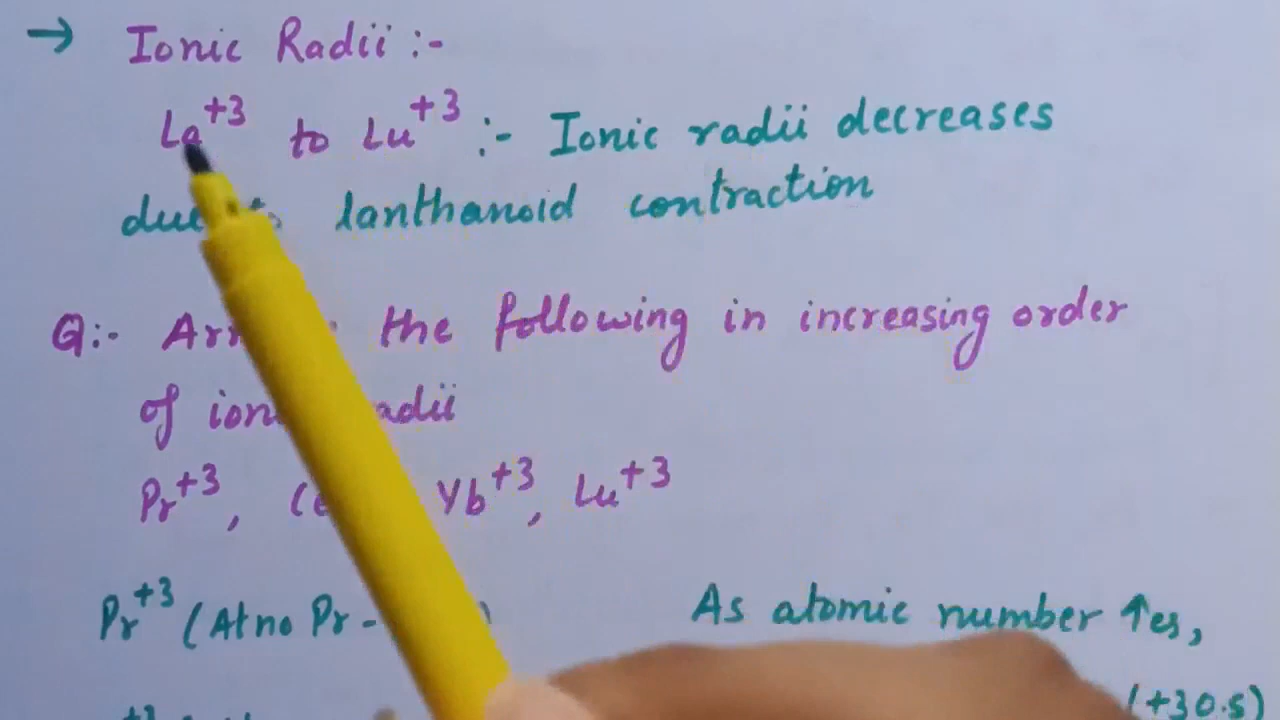 → Ionic Radii :-
La+3 to Lu+3 :- Ionic radii decreases
lanthanoid contraction
Q:- the following in increasing order
of
Pr+3, Yb+3, Lu+3
Pr+3 (At no Pr - )
As atomic number ↑es,
(+3 O.S)